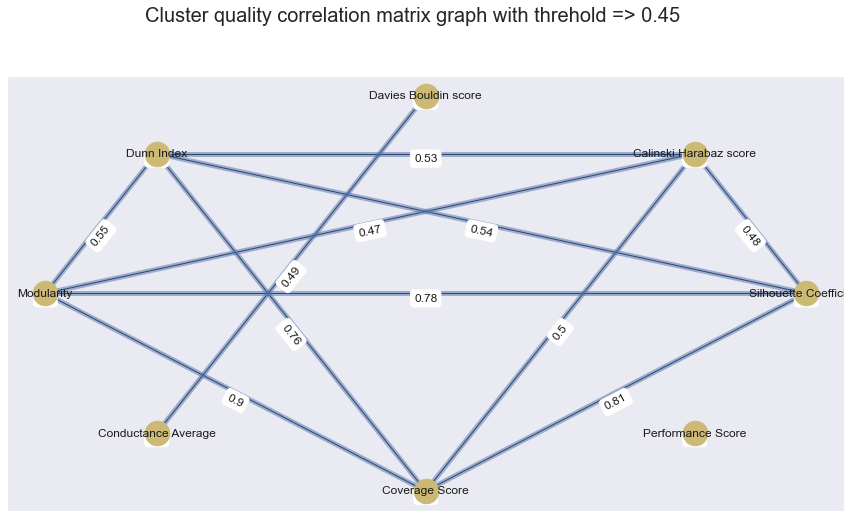 Cluster quality correlation matrix graph with threhold => 0.45
Davies Bouldin score
Dunn Index
Calinski Harabaz score
0.53
0.55
0.47
0.54
0.48
0.49
Modularity
0.78
Silhouette Coeffici
0.76
0.5
0.9
0.81
Conductance Average
Performance Score
Coverage Score